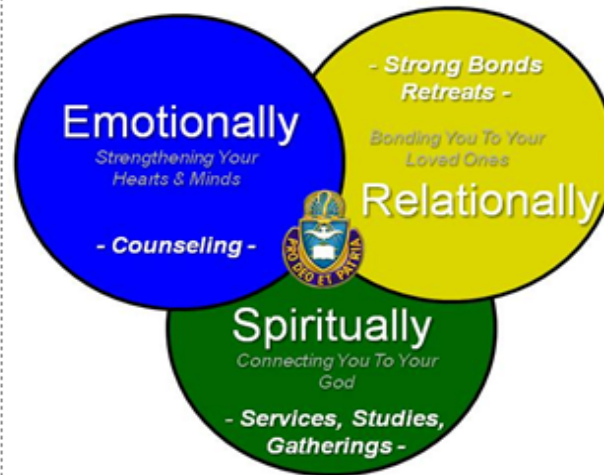 Emotionally
Strengthening Your
Hearts & Minds
- Counseling -
- Strong Bonds
Retreats -
Bonding You To Your
Loved Ones
Relationally
PRO DEO ET PATRIA
Spiritually
Connecting You To Your
God
- Services, Studies,
Gatherings -